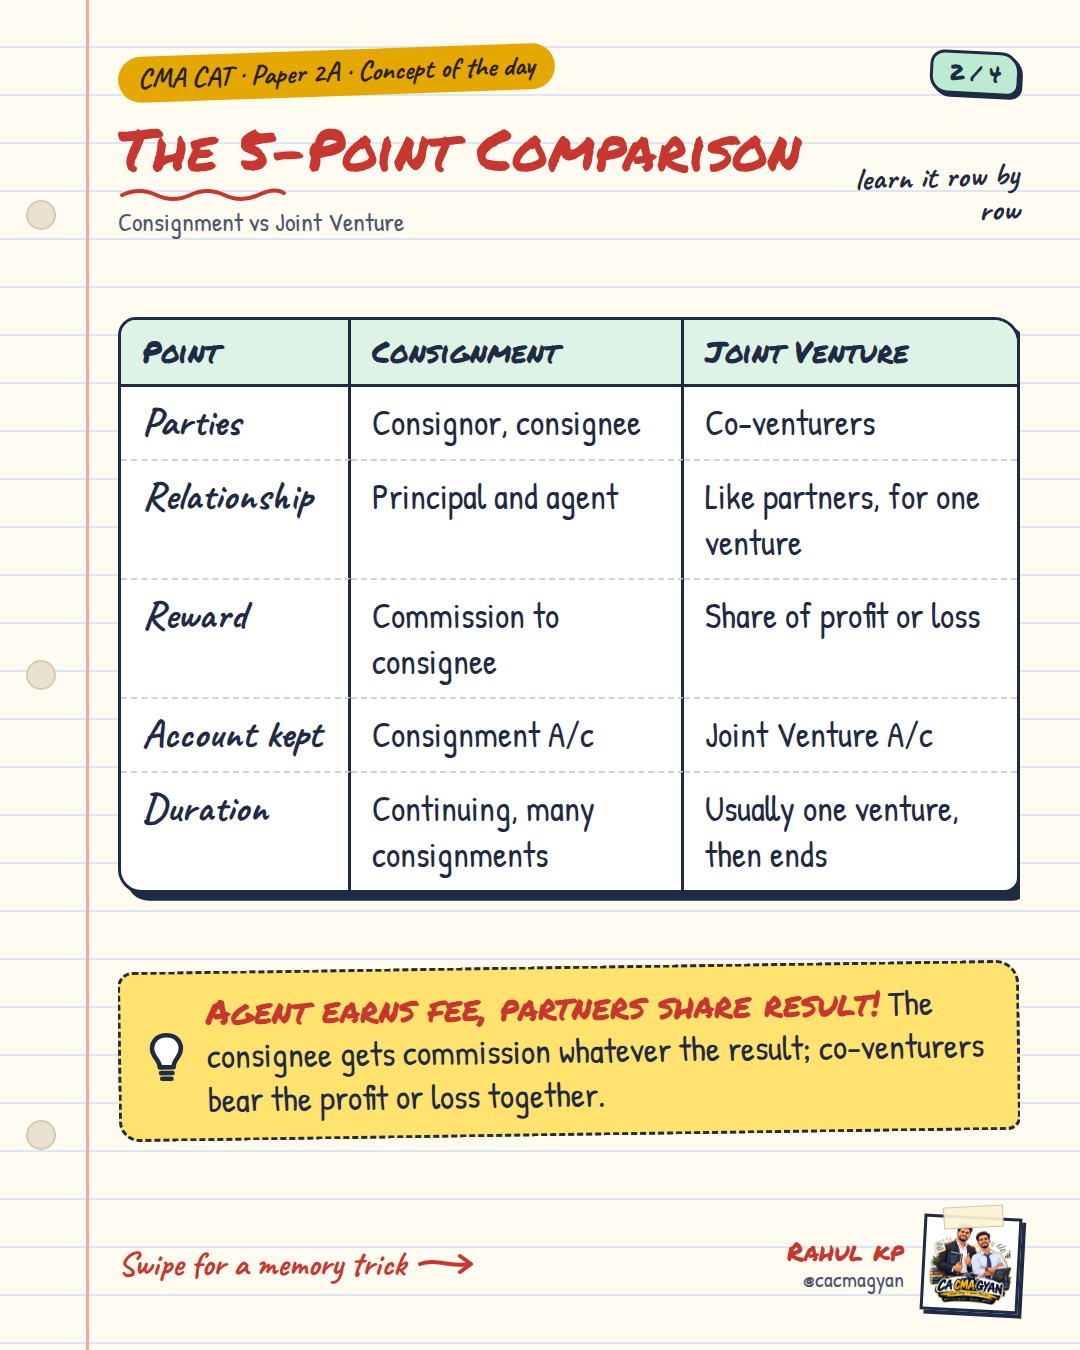 CMA CAT · Paper 2A · Concept of the day
2 / 4
The 5-Point Comparison
learn it row by
row
Consignment vs Joint Venture
Point Consignment Joint Venture
Parties Consignor, consignee Co-venturers
Relationship Principal and agent Like partners, for one
venture
Reward Commission to Share of profit or loss
consignee
Account kept Consignment A/c Joint Venture A/c
Duration Continuing, many Usually one venture,
consignments then ends
Agent earns fee, partners share result! The
consignee gets commission whatever the result; co-venturers
bear the profit or loss together.
Swipe for a memory trick
Rahul KP
@cacmagyan
CA CMA GYAN